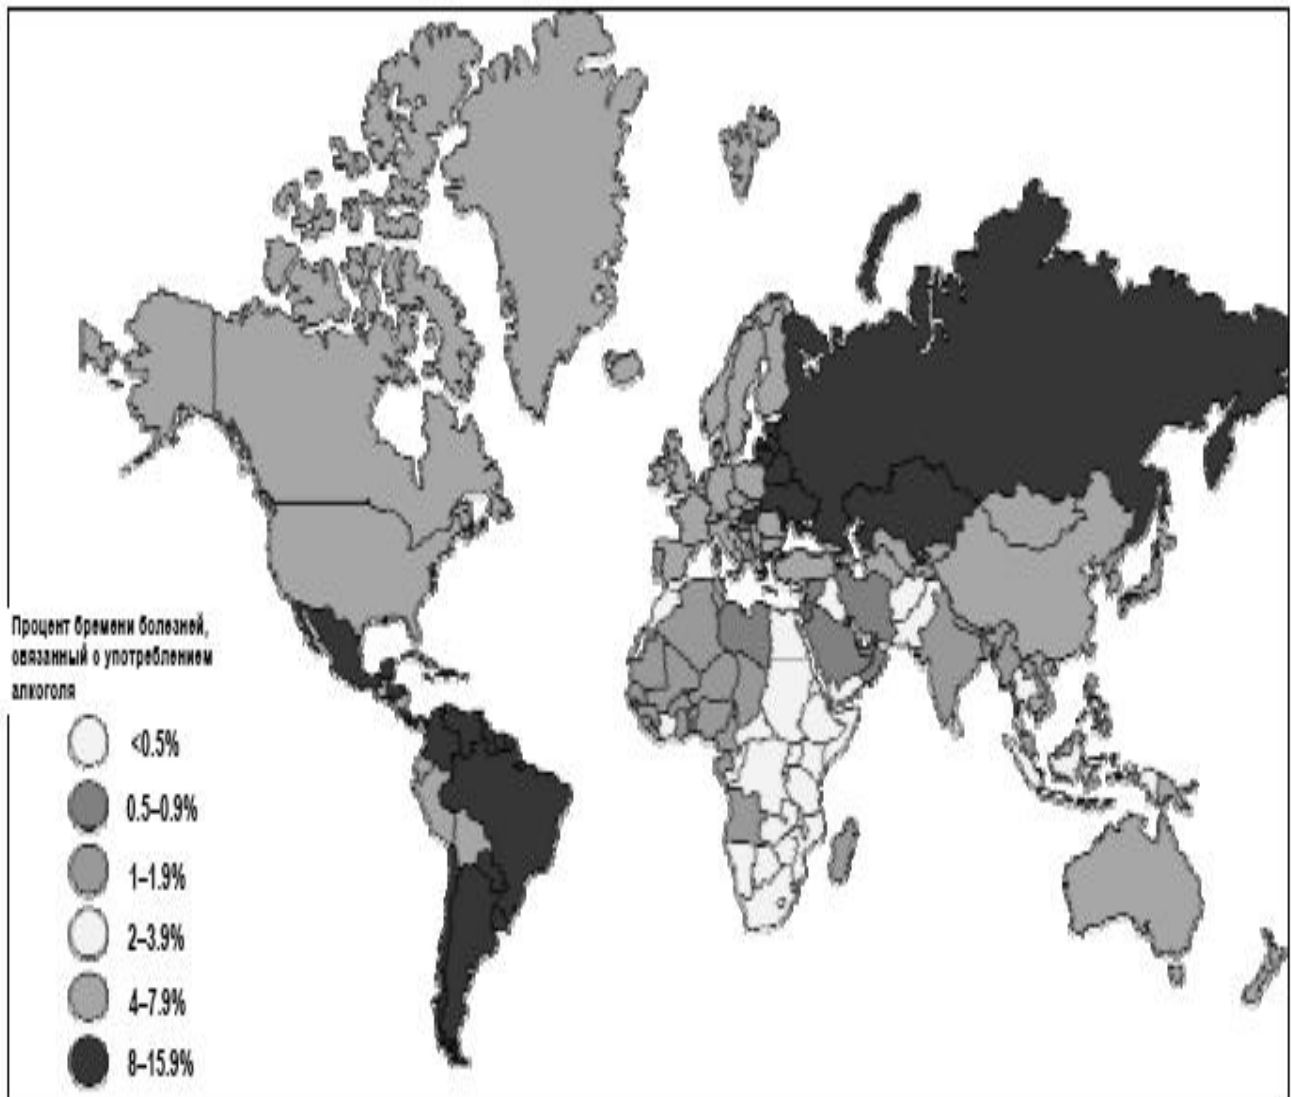 Процент бремени болезней,
овязанный о употреблением
алкоголя
<0.5%
0.5–0.9%
1–1.9%
2–3.9%
4–7.9%
8–15.9%